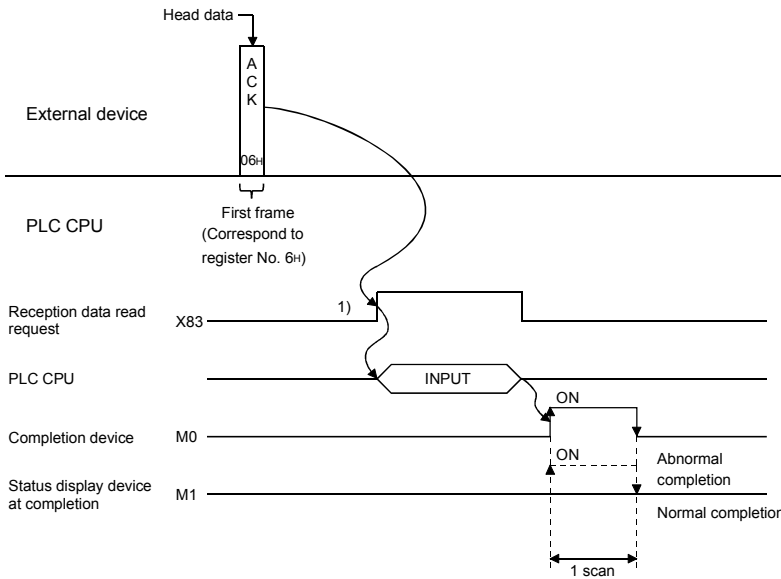 Head data
A
C
K
06H
External device
PLC CPU
First frame
(Correspond to
register No. 6H)
1)
Reception data read
request
X83
PLC CPU
INPUT
ON
Completion device
M0
ON
Abnormal
completion
Status display device
at completion
M1
Normal completion
1 scan